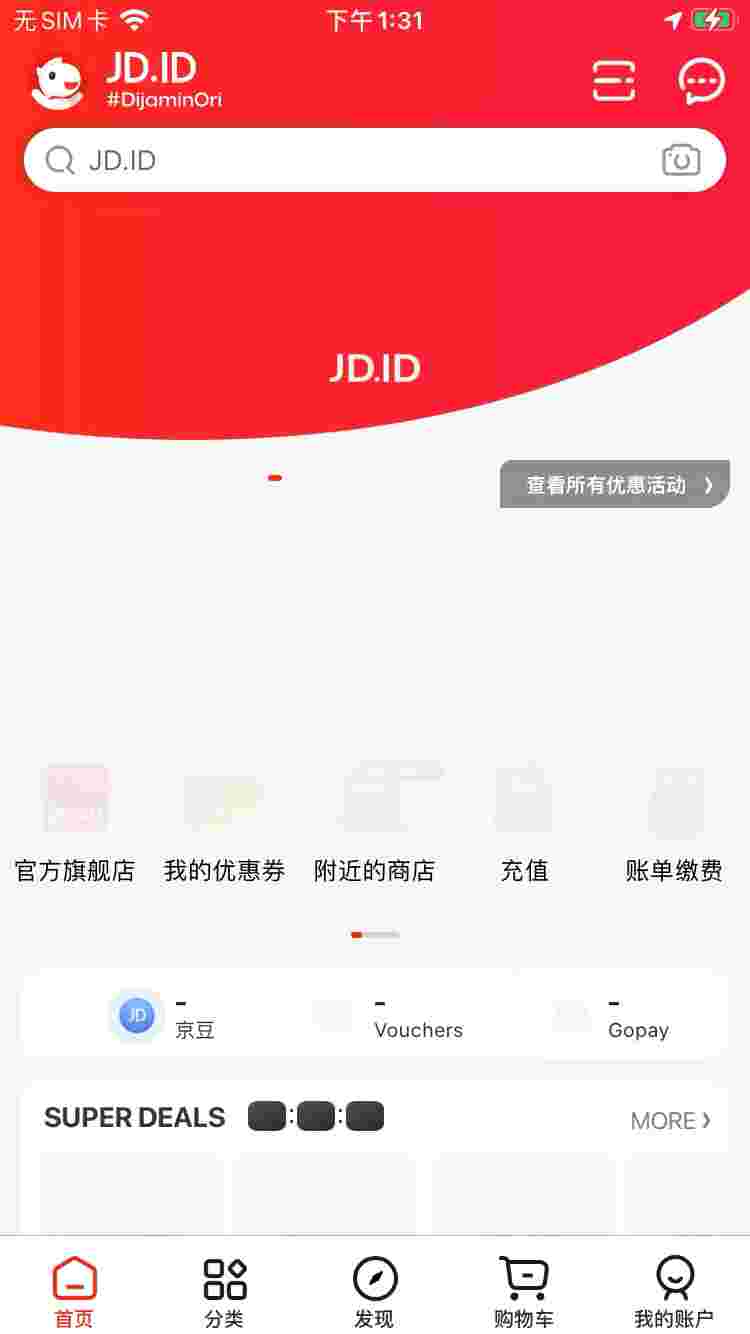 无SIM卡
下午1:31
JD.ID
#DijaminOri
JD.ID
JD.ID
查看所有优惠活动
官方旗舰店
我的优惠券
附近的商店
充值
账单缴费
JD
-
京豆
-
Vouchers
-
Gopay
SUPER DEALS
:
:
MORE
首页
分类
发现
购物车
我的账户